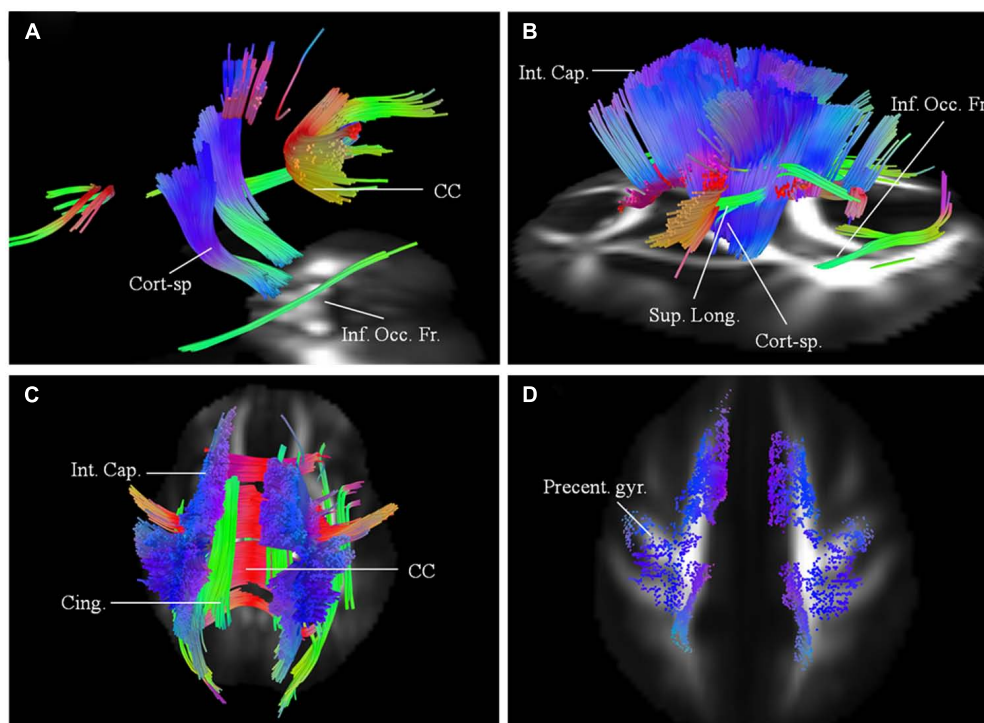 A
CC
Cort-sp
Inf. Occ. Fr.
B
Int. Cap.
Inf. Occ. Fr
Sup. Long.
Cort-sp.
C
Int. Cap.
CC
Cing.
D
Precent. gyr.